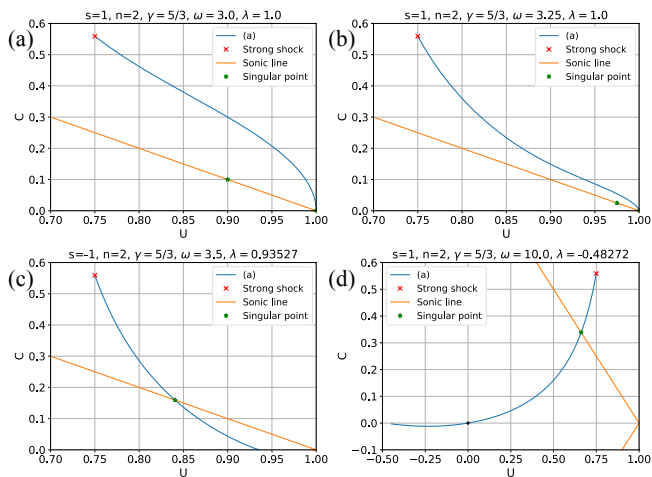 (a)
s=1, n=2, γ = 5/3, ω = 3.0, λ = 1.0
(a)
Strong shock
Sonic line
Singular point
C
0.6
0.5
0.4
0.3
0.2
0.1
0.0
0.70 0.75 0.80 0.85 0.90 0.95 1.00
U
(b)
s=1, n=2, γ = 5/3, ω = 3.25, λ = 1.0
(a)
Strong shock
Sonic line
Singular point
C
0.6
0.5
0.4
0.3
0.2
0.1
0.0
0.70 0.75 0.80 0.85 0.90 0.95 1.00
U
(c)
s=-1, n=2, γ = 5/3, ω = 3.5, λ = 0.93527
(a)
Strong shock
Sonic line
Singular point
C
0.6
0.5
0.4
0.3
0.2
0.1
0.0
0.70 0.75 0.80 0.85 0.90 0.95 1.00
U
(d)
s=1, n=2, γ = 5/3, ω = 10.0, λ = -0.48272
(a)
Strong shock
Sonic line
Singular point
C
0.6
0.5
0.4
0.3
0.2
0.1
0.0
−0.1
−0.50 −0.25 0.00 0.25 0.50 0.75 1.00
U